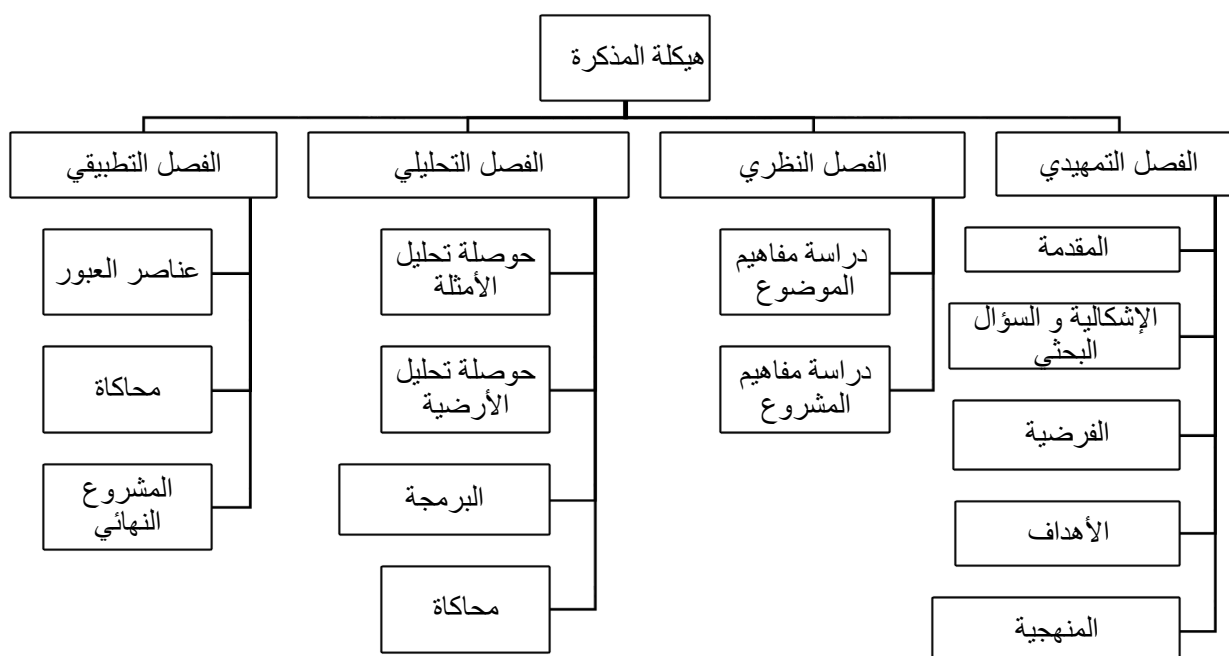 هيكلة المذكرة
الفصل التمهيدي
المقدمة
الإشكالية و السؤال
البحثي
الفرضية
الأهداف
المنهجية
الفصل النظري
دراسة مفاهيم
الموضوع
دراسة مفاهيم
المشروع
الفصل التحليلي
حوصلة تحليل
الأمثلة
حوصلة تحليل
الأرضية
البرمجة
محاكاة
الفصل التطبيقي
عناصر العبور
محاكاة
المشروع
النهائي